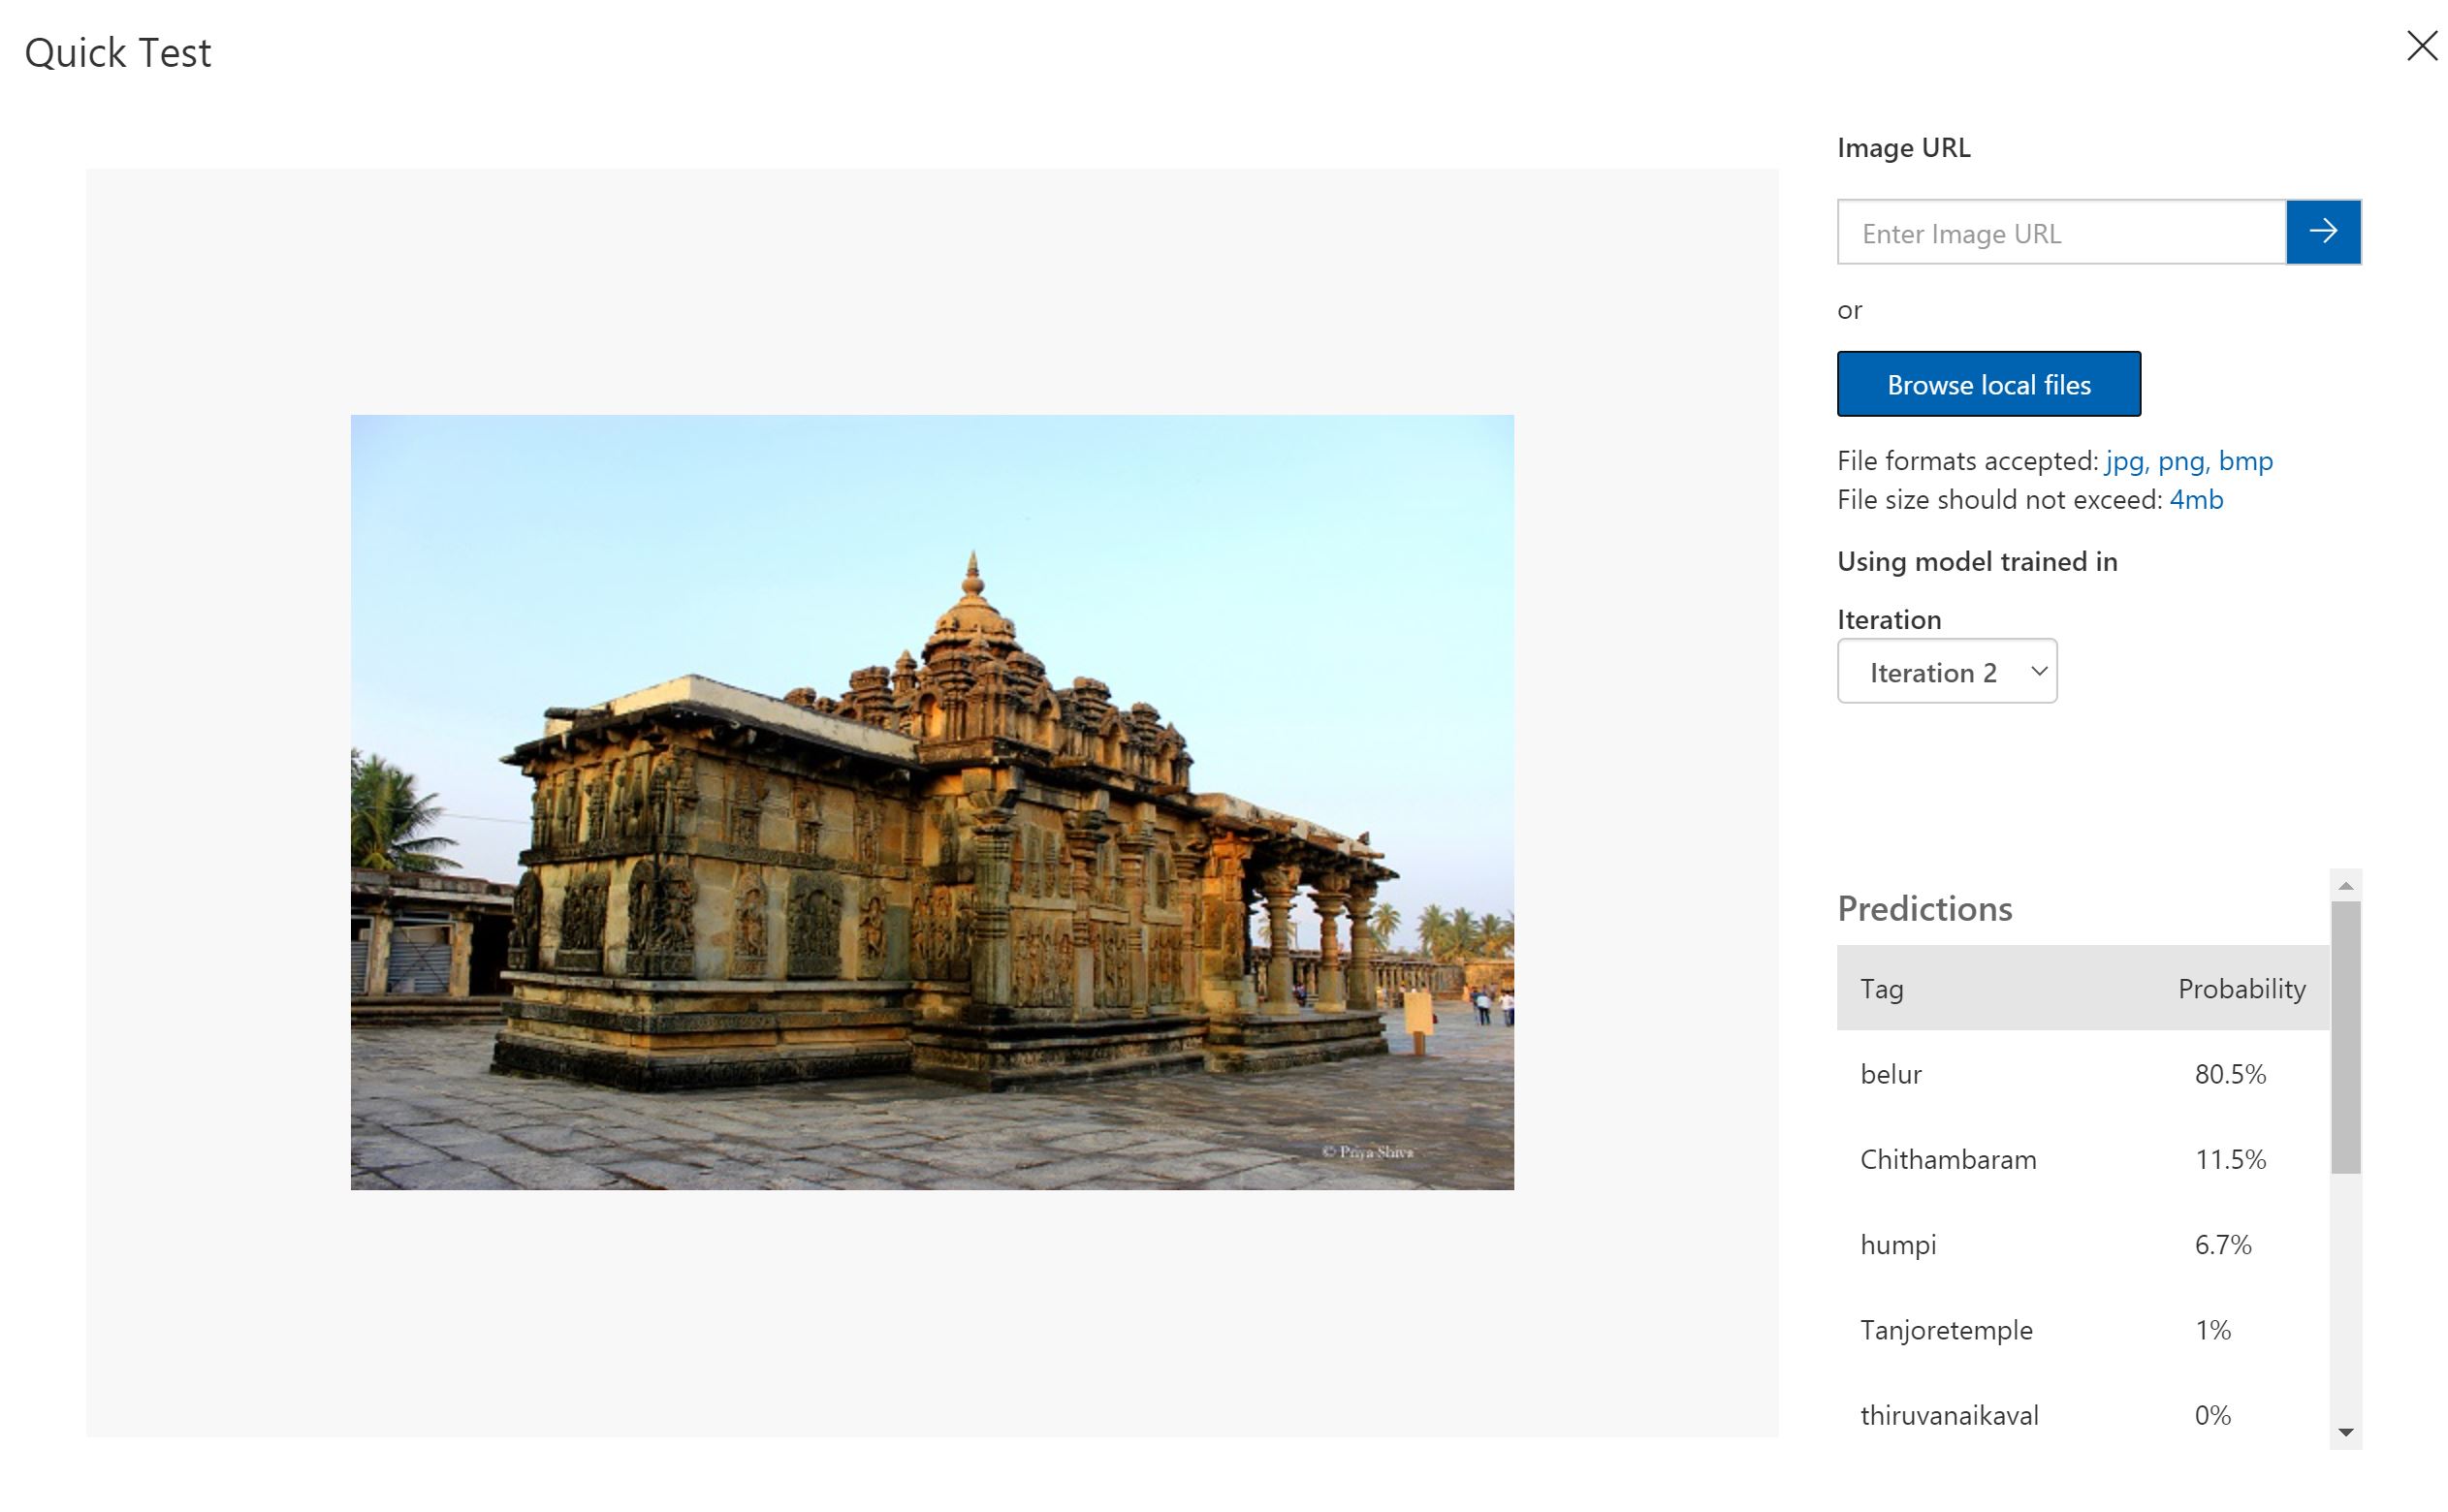 Quick Test
Image URL
Enter Image URL
or
Browse local files
File formats accepted: jpg, png, bmp
File size should not exceed: 4mb
Using model trained in
Iteration
Iteration 2
Predictions
Tag Probability
belur 80.5%
Chithambaram 11.5%
humpi 6.7%
Tanjoretemple 1%
thiruvanaikaval 0%
© Priya Shiva